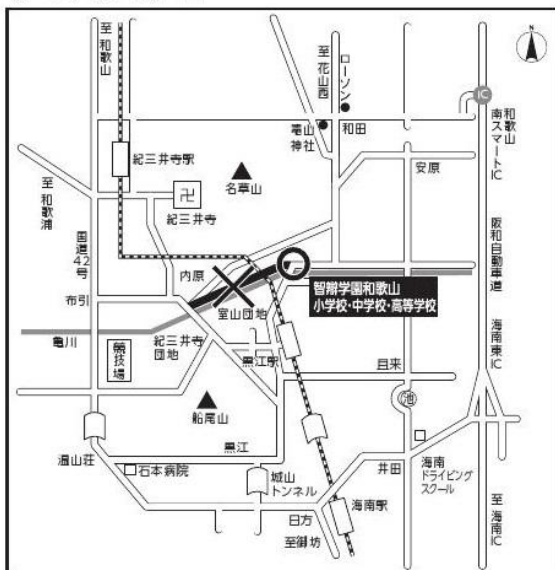 至和歌山
至花山西
ローソン
N
IC
和歌山
南スマートIC
竈山
神社
和田
紀三井寺駅
名草山
安原
至和歌浦
卍
紀三井寺
国道42号
阪和自動車道
内原
智辯学園和歌山
小学校・中学校・高等学校
布引
室山団地
亀川
紀三井寺
団地
競技場
黒江駅
海南東IC
且来
船尾山
池
黒江
温山荘
石本病院
城山
トンネル
井田
海南
ドライビング
スクール
日方
海南駅
至海南IC
至御坊